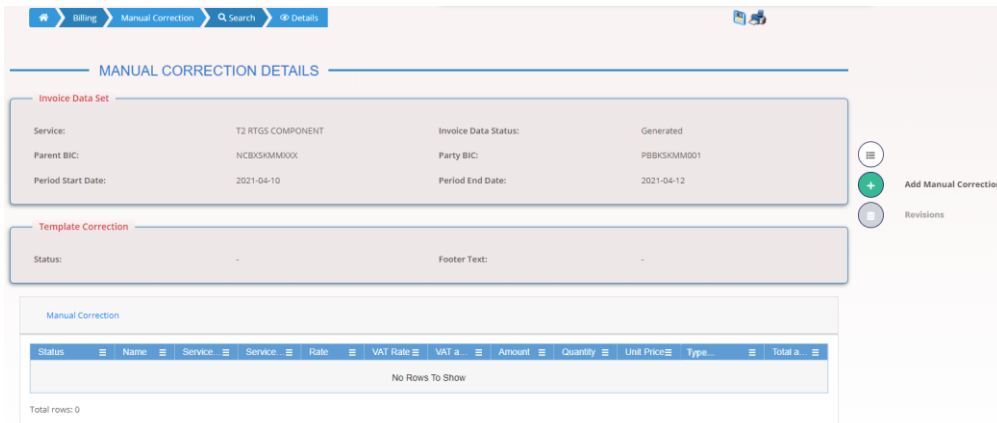 Billing Manual Correction Search Details
MANUAL CORRECTION DETAILS
Invoice Data Set
Service: T2 RTGS COMPONENT Invoice Data Status: Generated
Parent BIC: NCBXSKMMXXX Party BIC: PBBKSKMM001
Period Start Date: 2021-04-10 Period End Date: 2021-04-12
Add Manual Correction
Revisions
Template Correction
Status: - Footer Text: -
Manual Correction
Status Name Service... Service... Rate VAT Rate VAT a... Amount Quantity Unit Price Type... Total a...
No Rows To Show
Total rows: 0